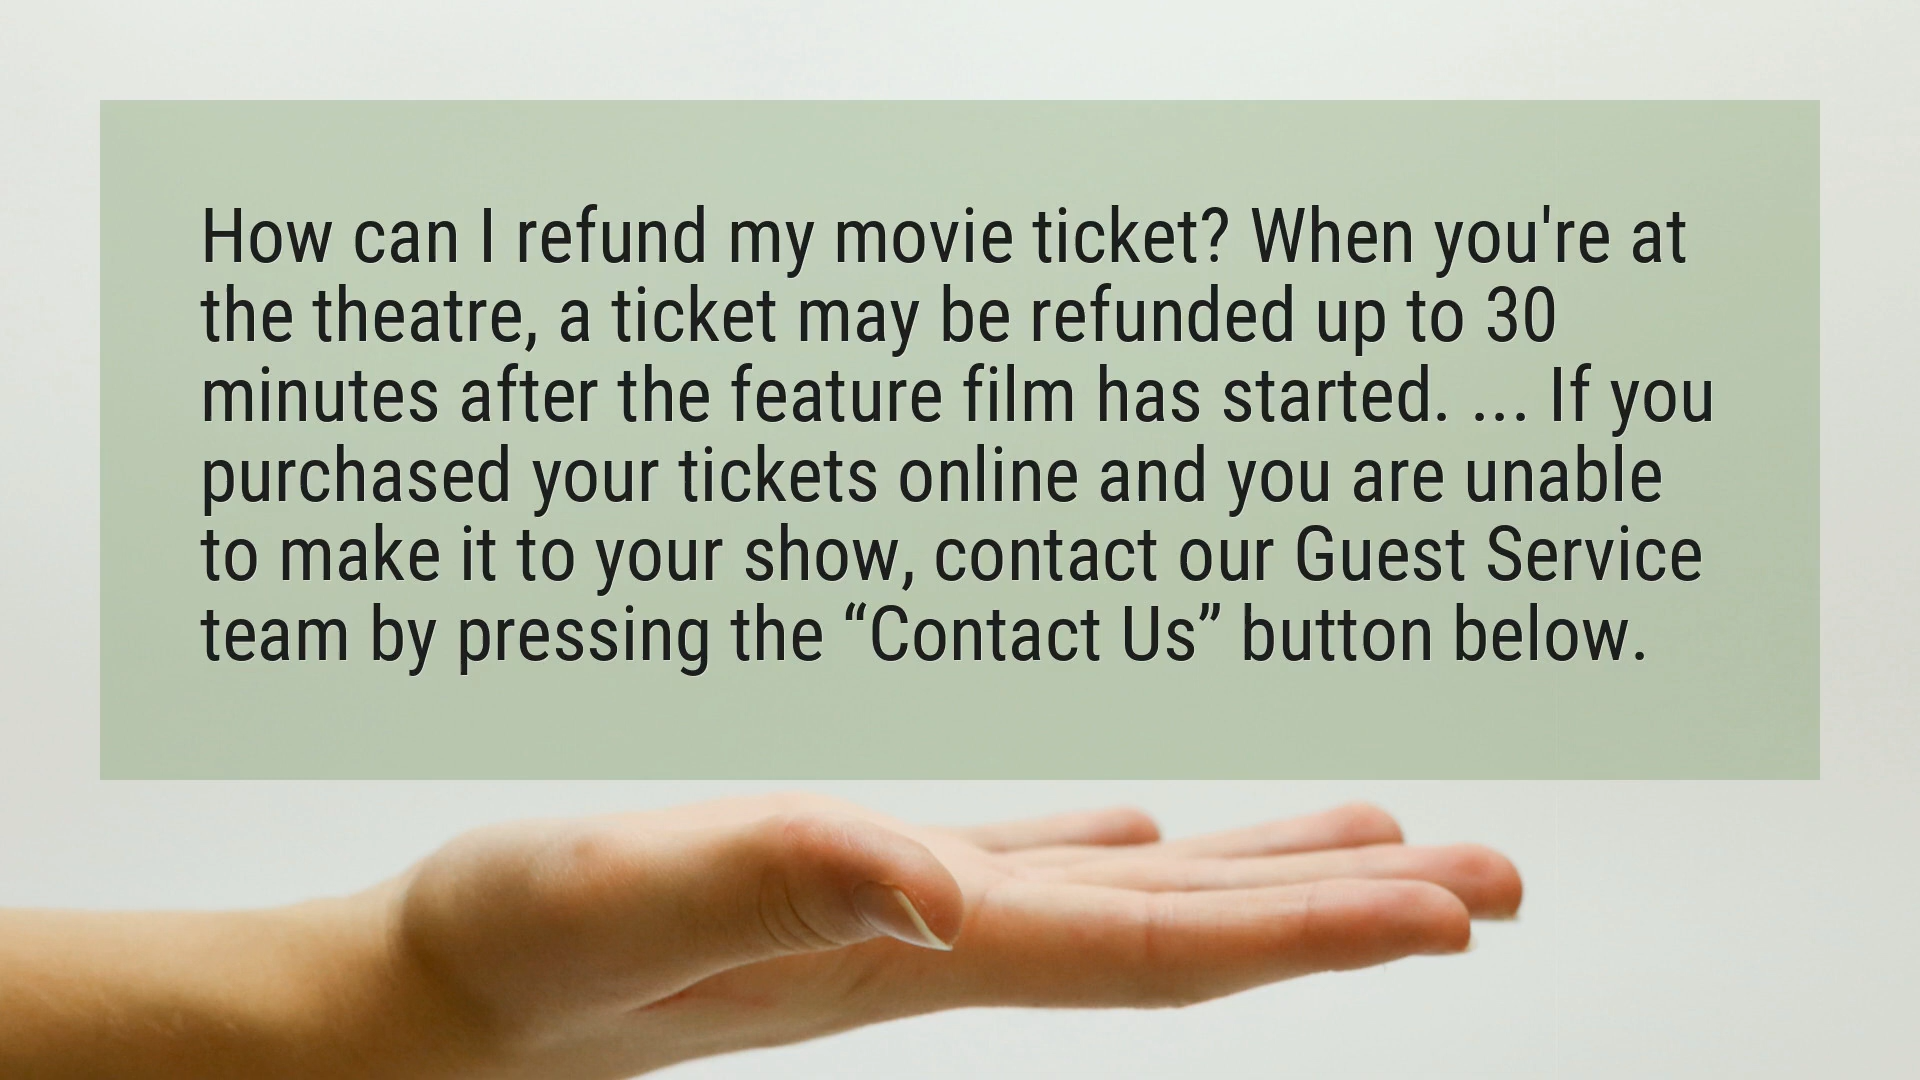 How can I refund my movie ticket? When you're at
the theatre, a ticket may be refunded up to 30
minutes after the feature film has started. ... If you
purchased your tickets online and you are unable
to make it to your show, contact our Guest Service
team by pressing the “Contact Us” button below.